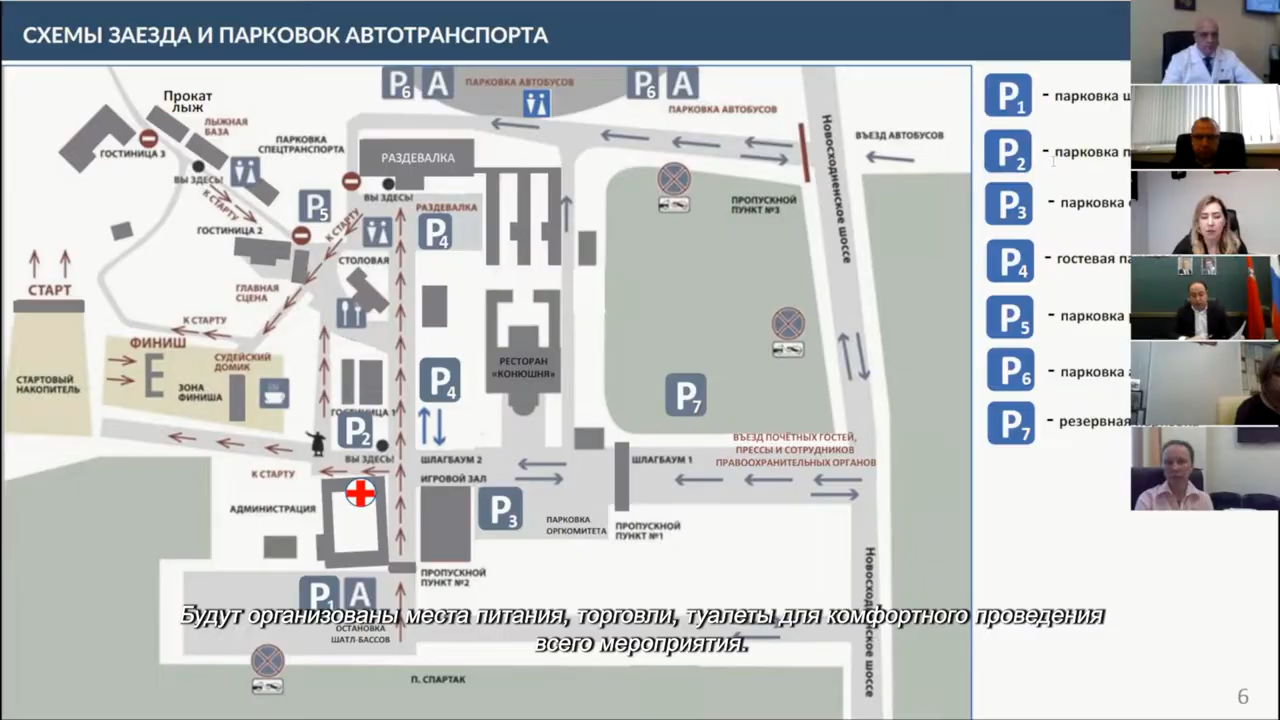 СХЕМЫ ЗАЕЗДА И ПАРКОВОК АВТОТРАНСПОРТА
P6 A
ПАРКОВКА АВТОБУСОВ
P6 A
ПАРКОВКА АВТОБУСОВ
Прокат
лыж
ЛЫЖНАЯ
БАЗА
ГОСТИНИЦА 3
ВЫ ЗДЕСЬ!
К СТАРТУ
ПАРКОВКА
СПЕЦТРАНСПОРТА
РАЗДЕВАЛКА
ВЫ ЗДЕСЬ!
РАЗДЕВАЛКА
P5
P4
К СТАРТУ
ГОСТИНИЦА 2
СТОЛОВАЯ
ГЛАВНАЯ
СЦЕНА
Новосходненское шоссе
ВЪЕЗД АВТОБУСОВ
ПРОПУСКНОЙ
ПУНКТ №3
СТАРТ
К СТАРТУ
ФИНИШ
СУДЕЙСКИЙ
ДОМИК
СТАРТОВЫЙ
НАКОПИТЕЛЬ
ЗОНА
ФИНИША
РЕСТОРАН
«КОНЮШНЯ»
P4
P7
ГОСТИНИЦА 1
P2
ВЫ ЗДЕСЬ!
К СТАРТУ
ШЛАГБАУМ 2
ШЛАГБАУМ 1
ВЪЕЗД ПОЧЁТНЫХ ГОСТЕЙ,
ПРЕССЫ И СОТРУДНИКОВ
ПРАВООХРАНИТЕЛЬНЫХ ОРГАНОВ
ИГРОВОЙ ЗАЛ
P3
АДМИНИСТРАЦИЯ
ПАРКОВКА
ОРГКОМИТЕТА
ПРОПУСКНОЙ
ПУНКТ №1
ПРОПУСКНОЙ
ПУНКТ №2
P1 A
ОСТАНОВКА
ШАТЛ-БАССОВ
Новосходненское шоссе
П. СПАРТАК
P1 - парковка
P2 - парковка
P3 - парковка
P4 - гостевая
P5 - парковка
P6 - парковка
P7 - резервная
Будут организованы места питания, торговли, туалеты для комфортного проведения
всего мероприятия.
6